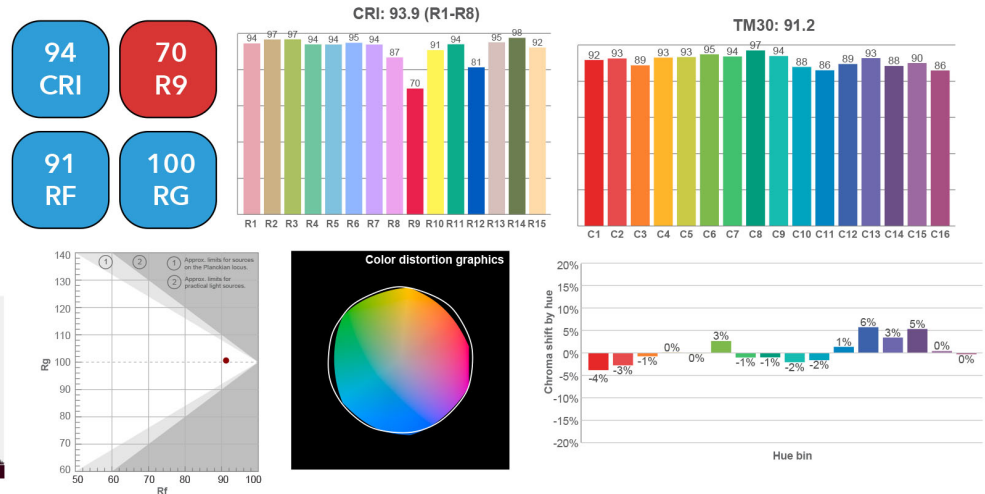 94
CRI
70
R9
91
RF
100
RG
CRI: 93.9 (R1-R8)
94 97 97 94 94 95 94 87 70 91 94 81 95 98 92
R1 R2 R3 R4 R5 R6 R7 R8 R9 R10 R11 R12 R13 R14 R15
TM30: 91.2
92 93 89 93 93 95 94 97 94 88 86 89 93 88 90 86
C1 C2 C3 C4 C5 C6 C7 C8 C9 C10 C11 C12 C13 C14 C15 C16
140
130
120
110
100
90
80
70
60
Rg
1
2
1 Approx. limits for sources
on the Planokian locus.
2 Approx. limits for
practical light sources.
50 60 70 80 90 100
Rf
Color distortion graphics
Chroma shift by hue
20%
15%
10%
5%
0%
-5%
-10%
-15%
-20%
-4% -3% -1% 0% 0% 3% -1% -1% -2% -2% 1% 6% 3% 5% 0% 0%
Hue bin